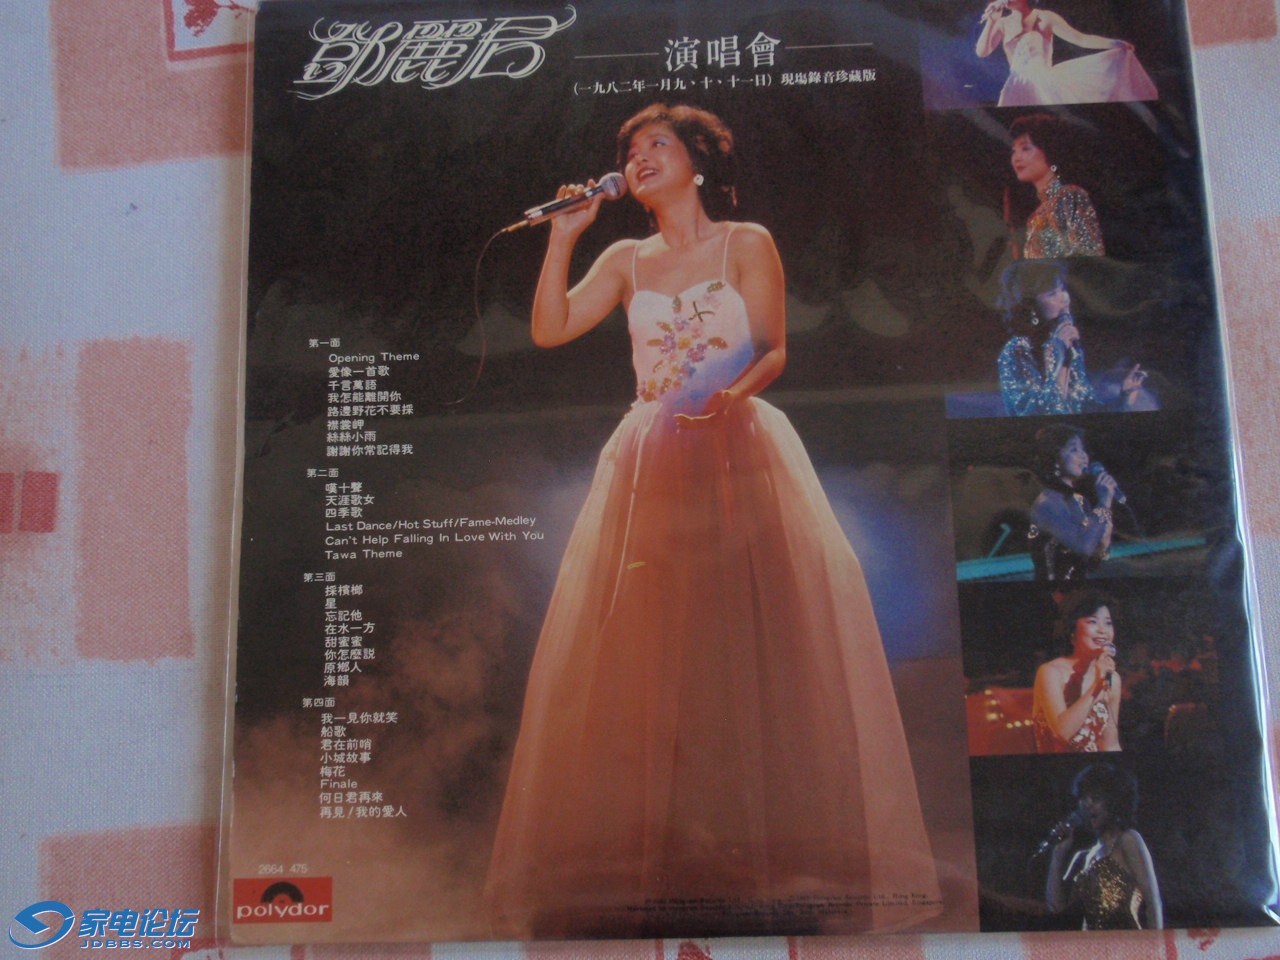 鄧麗君
演唱會
(一九八二年一月九、十、十一日) 現場錄音珍藏版
第一面
Opening Theme
愛像一首歌
千言萬語
我怎能離開你
路邊野花不要採
襟裳岬
絲絲小雨
謝謝你常記得我
第二面
嘆十聲
天涯歌女
四季歌
Last Dance/Hot Stuff/Fame-Medley
Can't Help Falling In Love With You
Tawa Theme
第三面
採檳榔
星
忘記他
在水一方
甜蜜蜜
你怎麼説
原鄉人
海韻
第四面
我一見你就笑
船歌
君在前哨
小城故事
梅花
Finale
何日君再來
再見/我的愛人
2664 475
polydor
家电论坛
JDBBS.COM